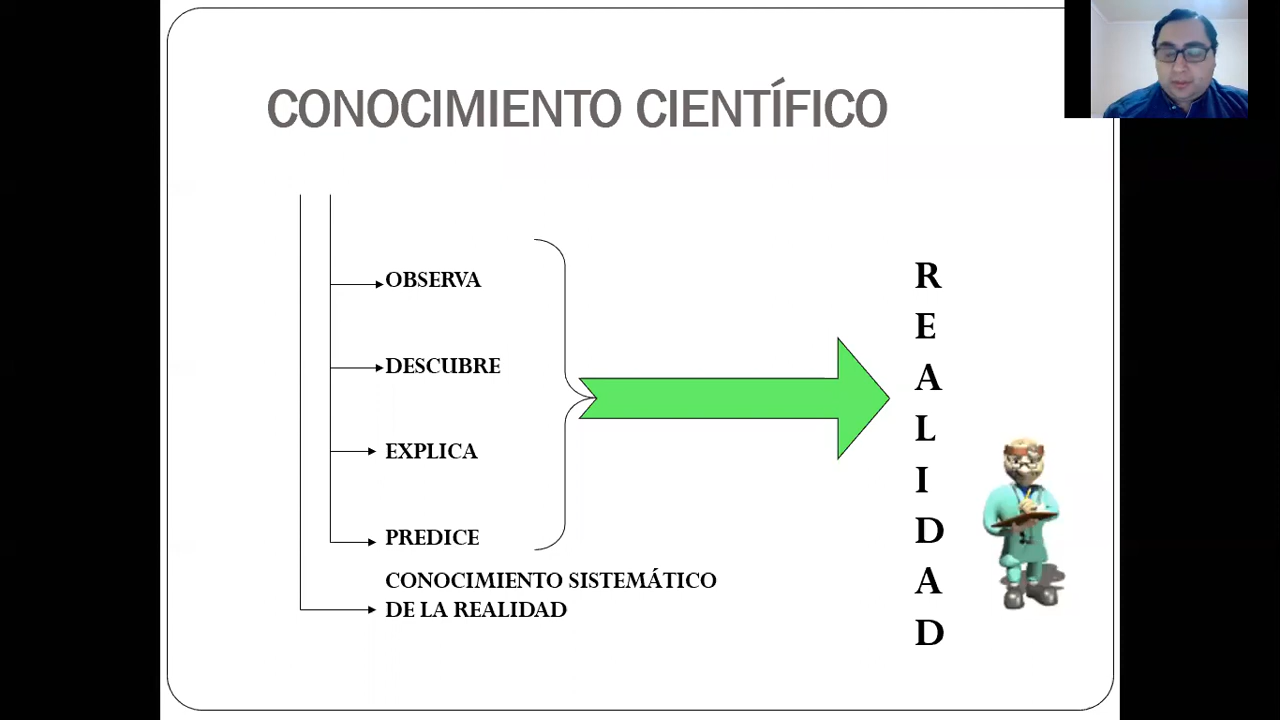 CONOCIMIENTO CIENTÍFICO
OBSERVA
DESCUBRE
EXPLICA
PREDICE
CONOCIMIENTO SISTEMÁTICO
DE LA REALIDAD
R
E
A
L
I
D
A
D